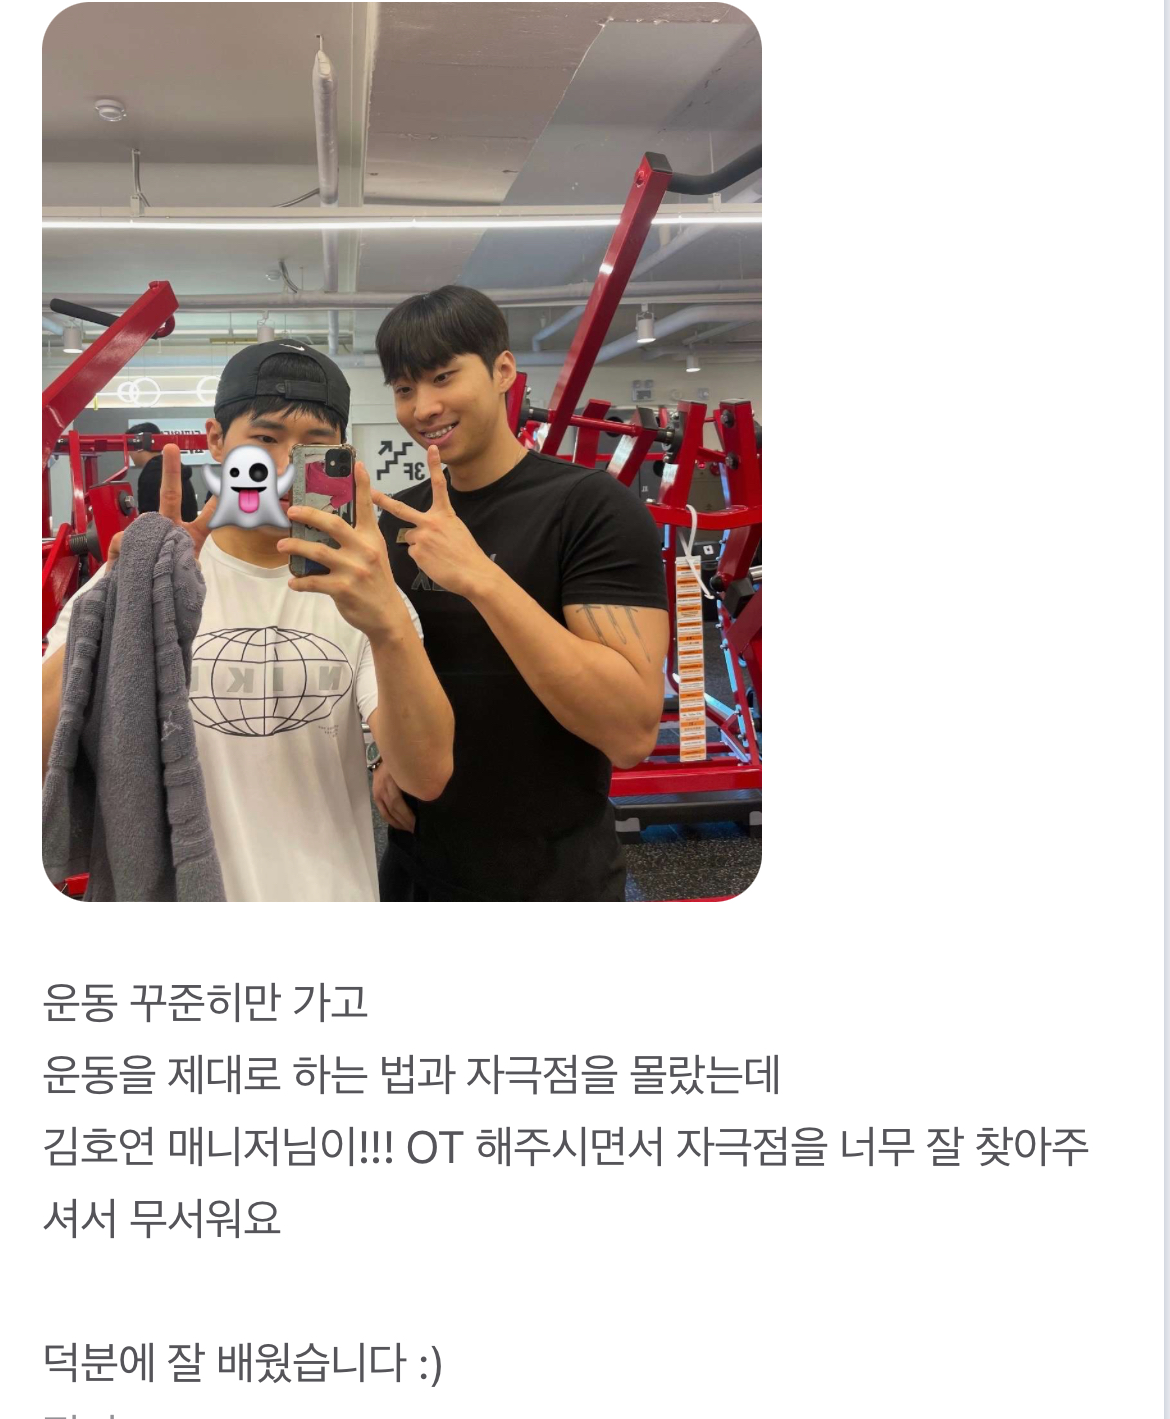 3F
NIK
운동 꾸준히만 가고
운동을 제대로 하는 법과 자극점을 몰랐는데
김호연 매니저님이!!! OT 해주시면서 자극점을 너무 잘 찾아주
셔서 무서워요
덕분에 잘 배웠습니다 :)